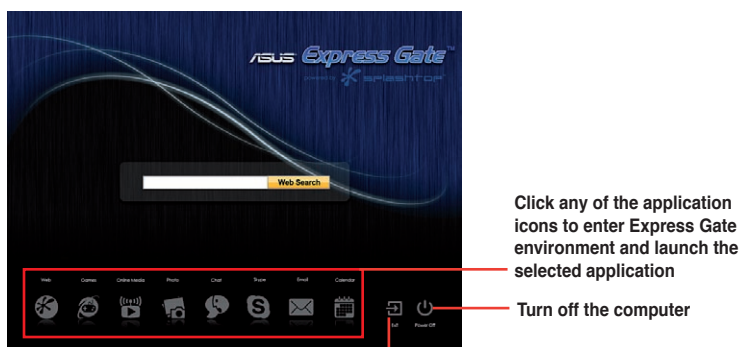 ASUS Express Gate™
powered by splashtop™
Web Search
Web Games Online Media Photo Chat Skype Email Calendar
Exit Power Off
Click any of the application
icons to enter Express Gate
environment and launch the
selected application
Turn off the computer